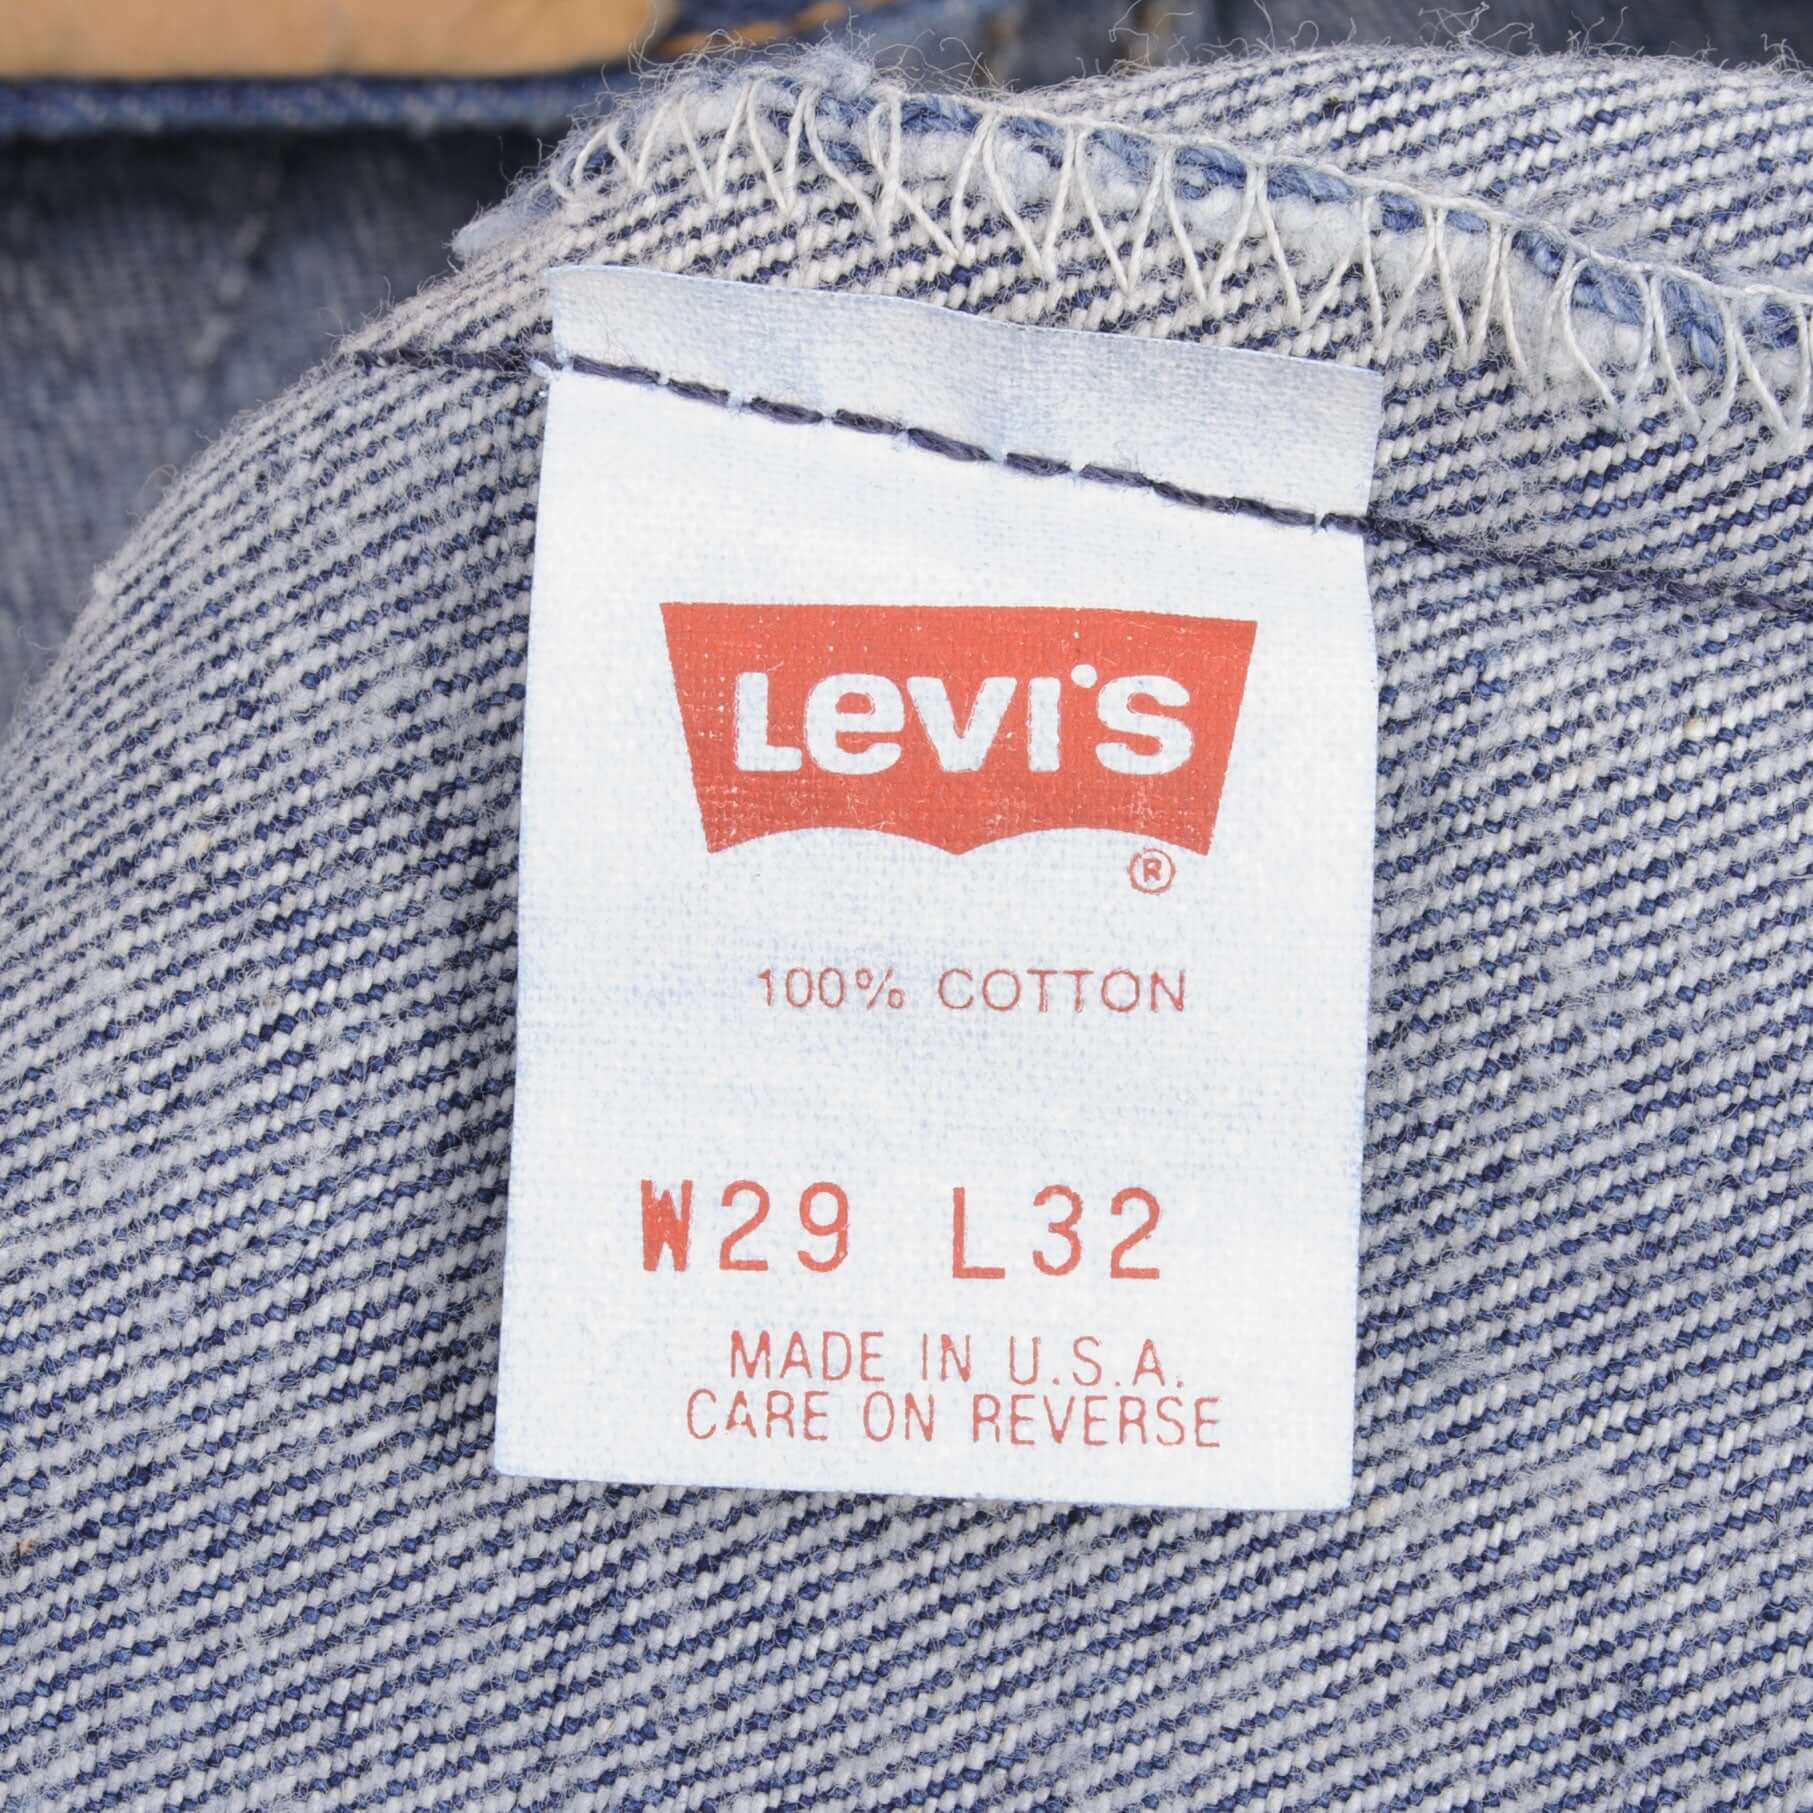 Levi's
®
100% COTTON
W29 L32
MADE IN U.S.A.
CARE ON REVERSE